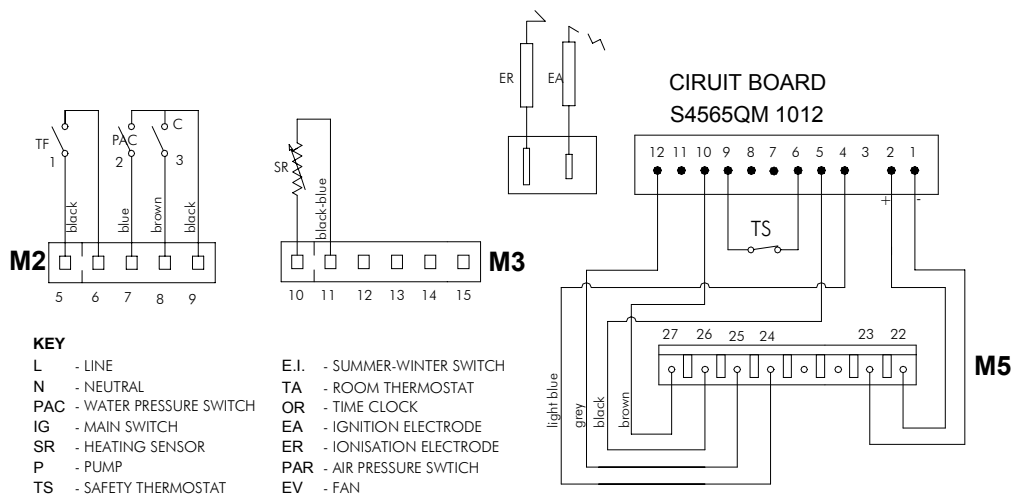 ER
EA
CIRUIT BOARD
S4565QM 1012
12 11 10 9 8 7 6 5 4 3 2 1
+ -
TS
TF
1
PAC
2
C
3
black
blue
brown
black
M2
5 6 7 8 9
SR
black-blue
M3
10 11 12 13 14 15
27 26 25 24 23 22
M5
light blue
grey
black
brown
KEY
L - LINE
N - NEUTRAL
PAC - WATER PRESSURE SWITCH
IG - MAIN SWITCH
SR - HEATING SENSOR
P - PUMP
TS - SAFETY THERMOSTAT
E.I. - SUMMER-WINTER SWITCH
TA - ROOM THERMOSTAT
OR - TIME CLOCK
EA - IGNITION ELECTRODE
ER - IONISATION ELECTRODE
PAR - AIR PRESSURE SWTICH
EV - FAN